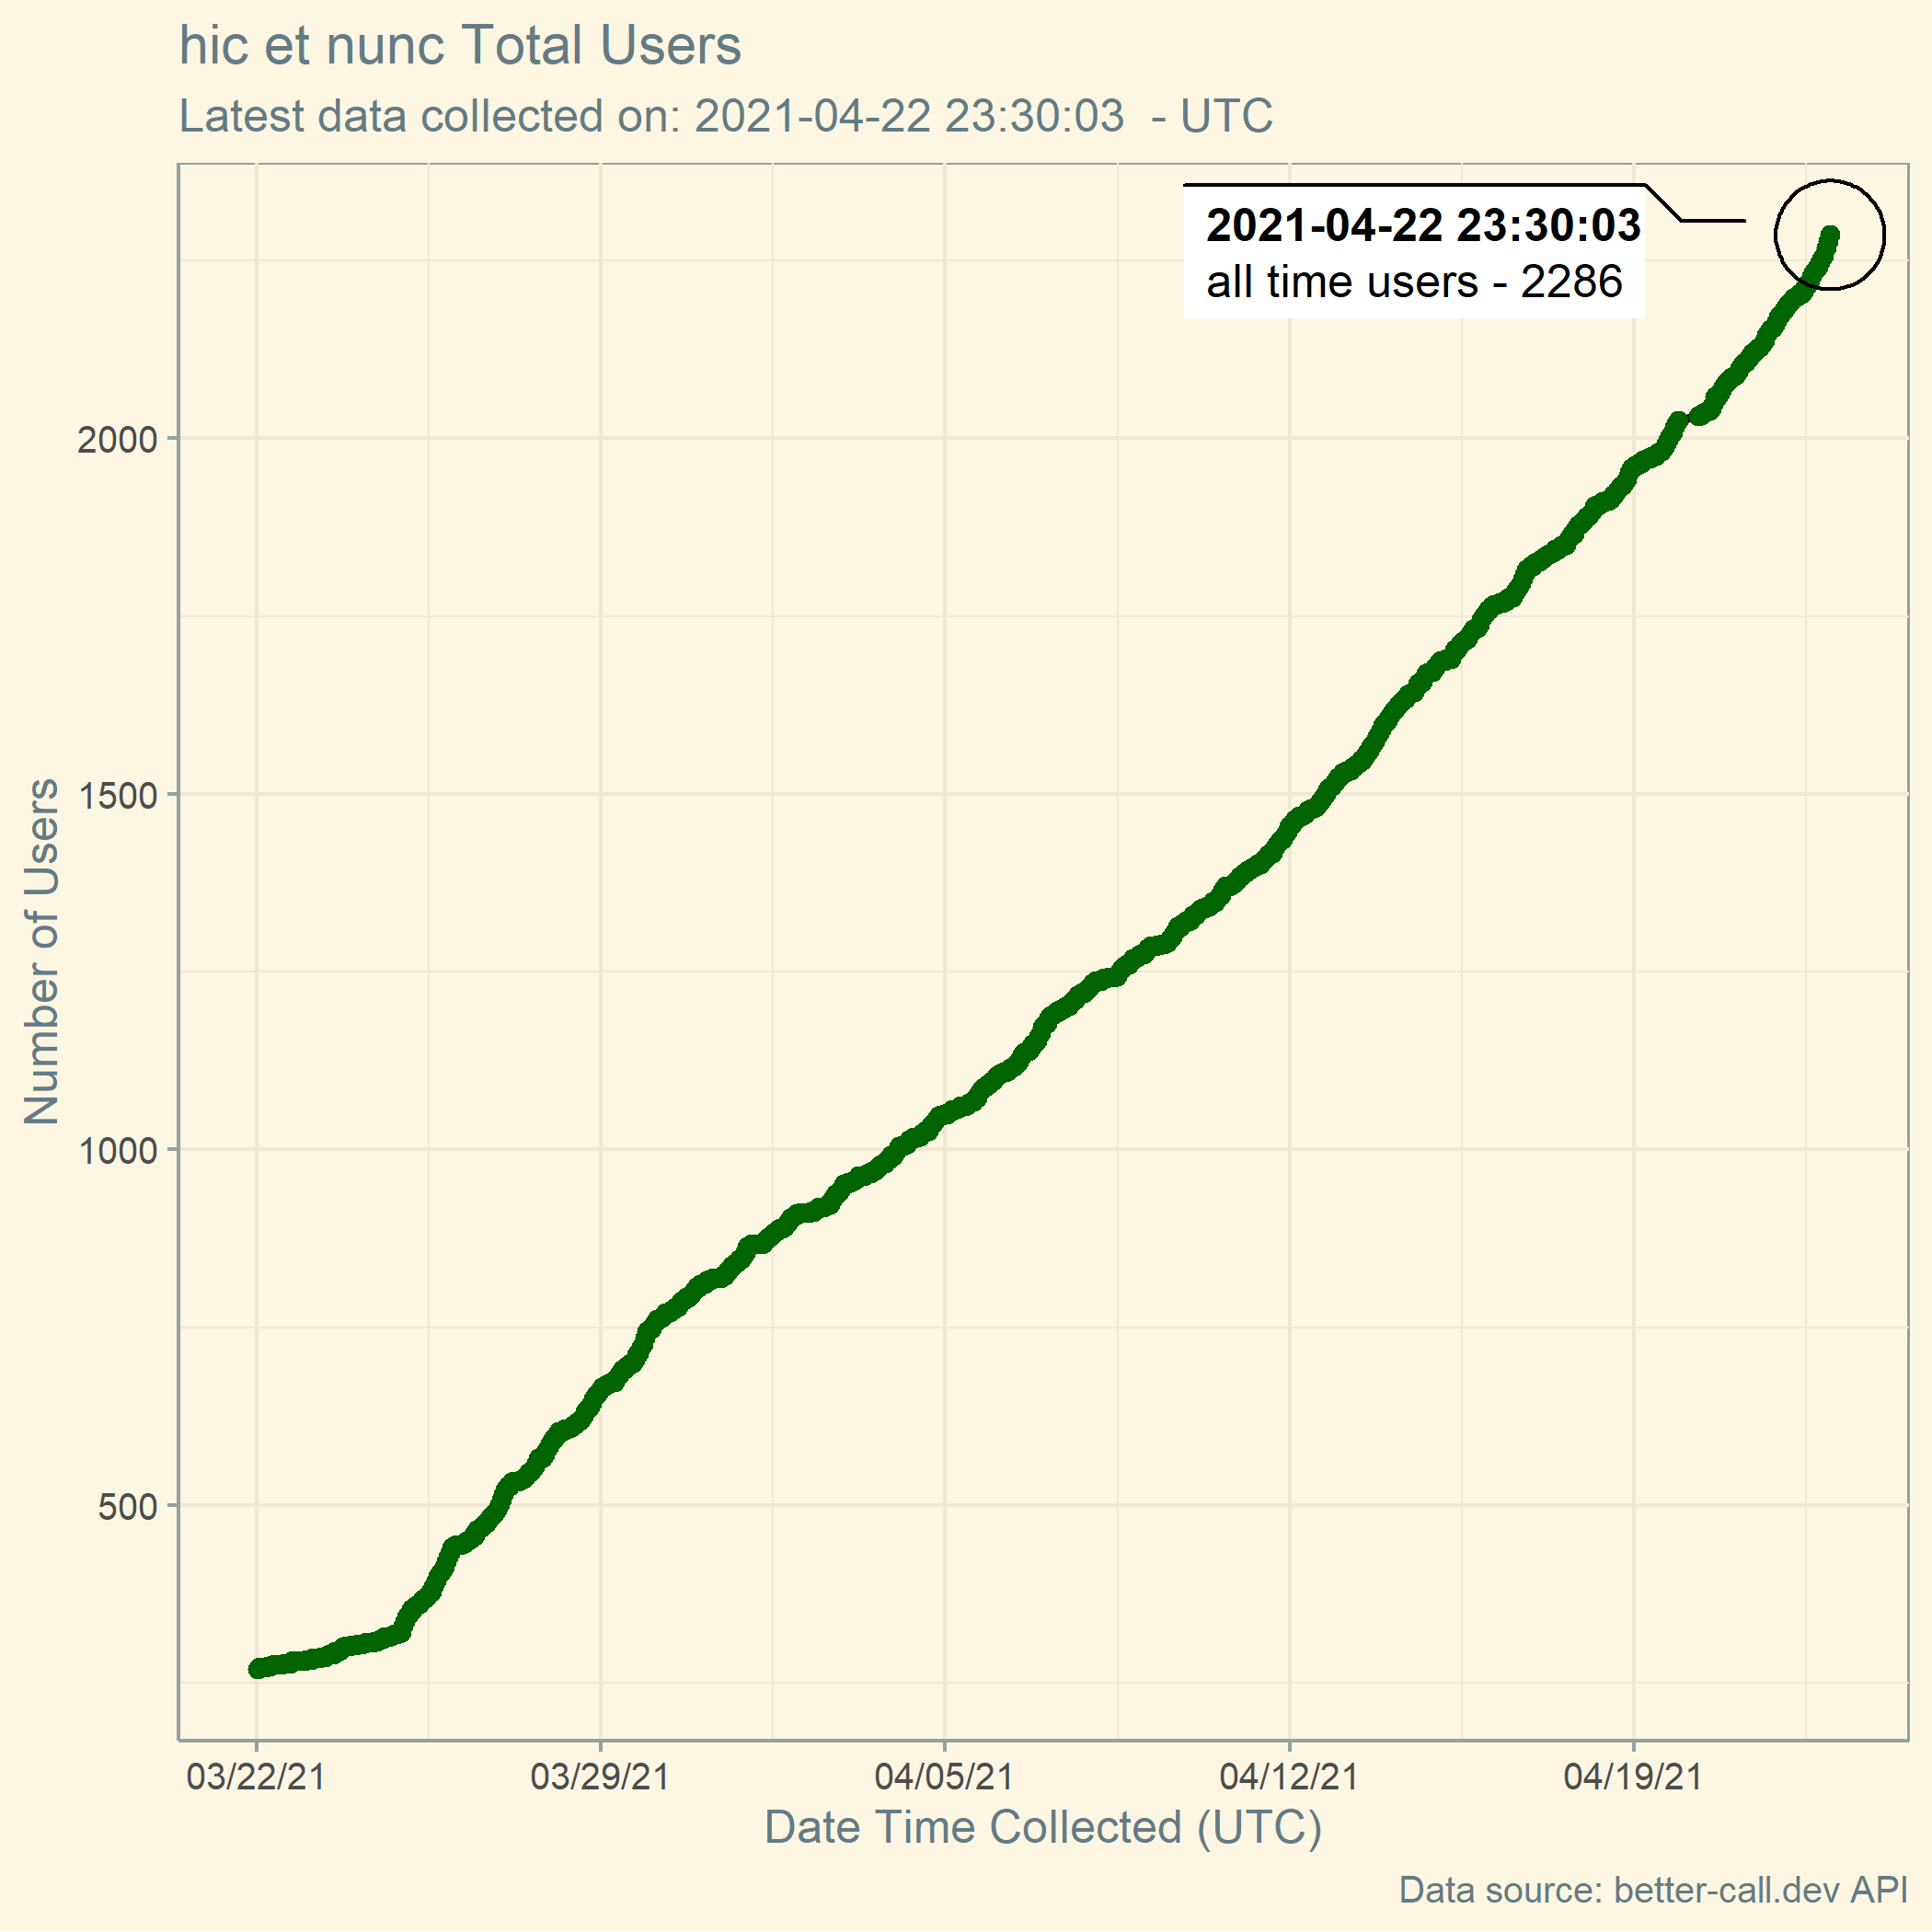 hic et nunc Total Users
Latest data collected on: 2021-04-22 23:30:03  - UTC
2021-04-22 23:30:03
all time users - 2286
Number of Users
2000
1500
1000
500
03/22/21
03/29/21
04/05/21
04/12/21
04/19/21
Date Time Collected (UTC)
Data source: better-call.dev API